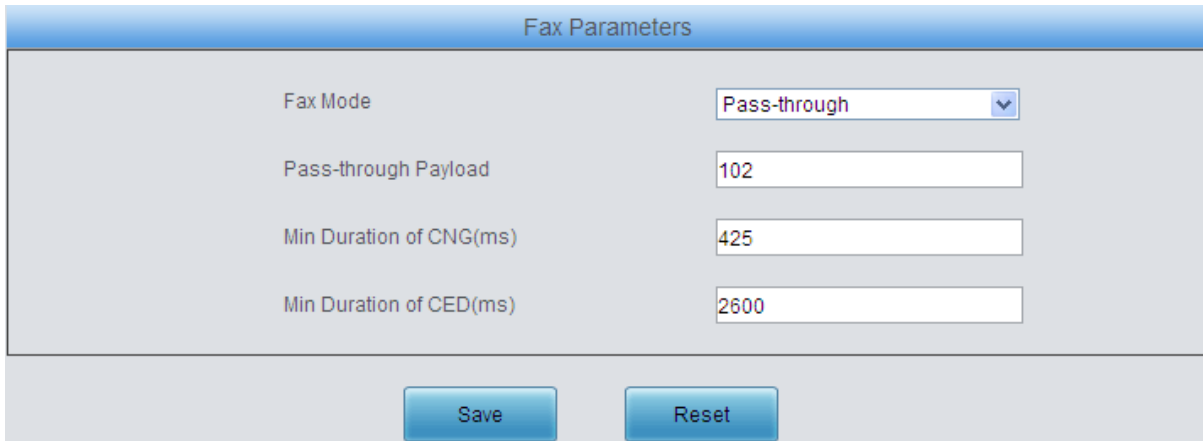 Fax Parameters
Fax Mode Pass-through
Pass-through Payload 102
Min Duration of CNG(ms) 425
Min Duration of CED(ms) 2600
Save Reset